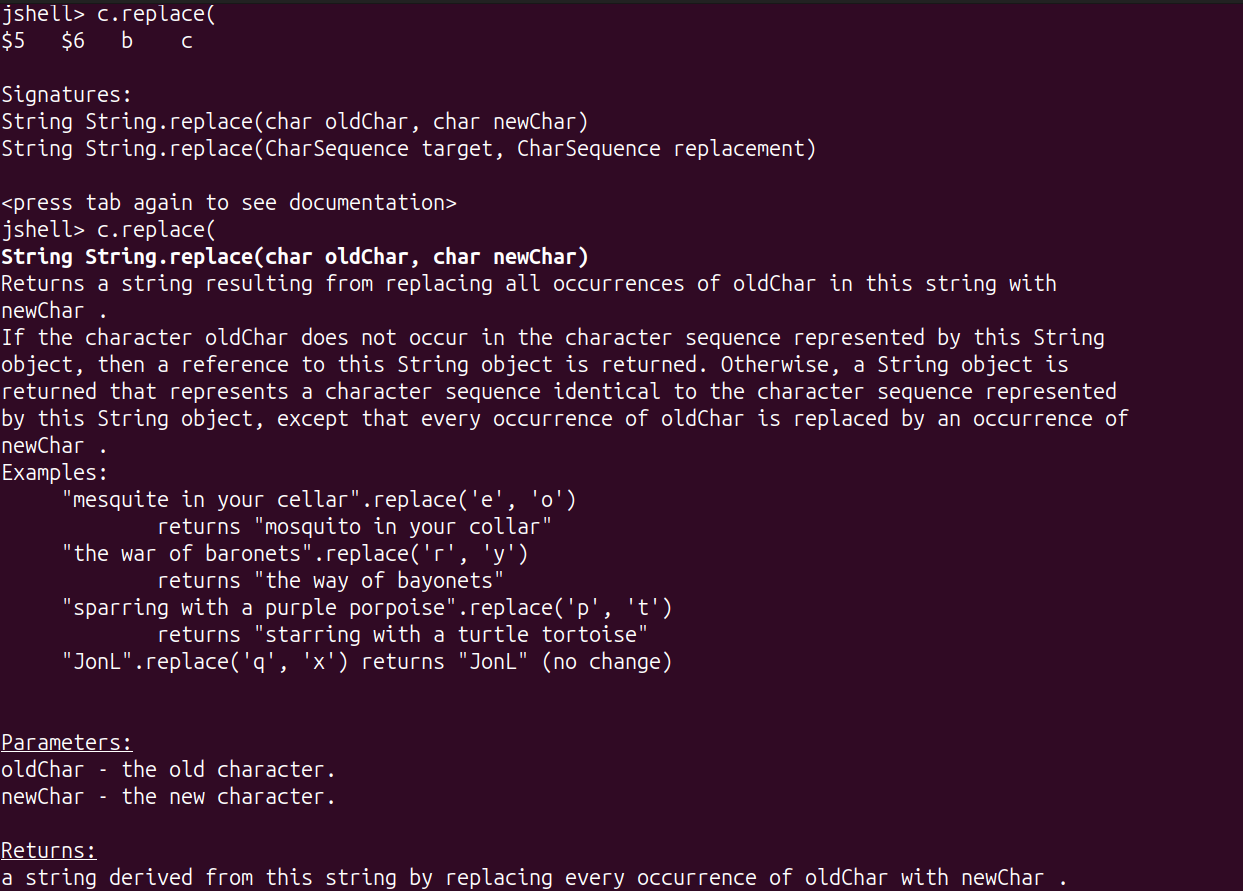 jshell> c.replace(
$5   $6   b    c
Signatures:
String String.replace(char oldChar, char newChar)
String String.replace(CharSequence target, CharSequence replacement)
<press tab again to see documentation>
jshell> c.replace(
String String.replace(char oldChar, char newChar)
Returns a string resulting from replacing all occurrences of oldChar in this string with
newChar .
If the character oldChar does not occur in the character sequence represented by this String
object, then a reference to this String object is returned. Otherwise, a String object is
returned that represents a character sequence identical to the character sequence represented
by this String object, except that every occurrence of oldChar is replaced by an occurrence of
newChar .
Examples:
     "mesquite in your cellar".replace('e', 'o')
             returns "mosquito in your collar"
     "the war of baronets".replace('r', 'y')
             returns "the way of bayonets"
     "sparring with a purple porpoise".replace('p', 't')
             returns "starring with a turtle tortoise"
     "JonL".replace('q', 'x') returns "JonL" (no change)
Parameters:
oldChar - the old character.
newChar - the new character.
Returns:
a string derived from this string by replacing every occurrence of oldChar with newChar .